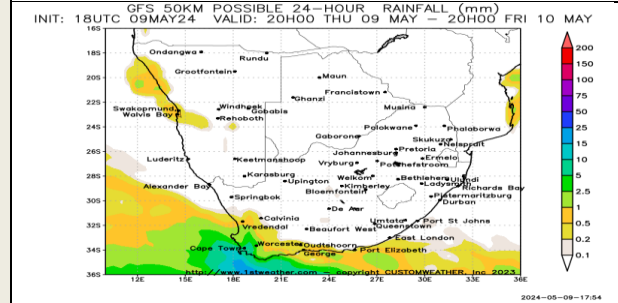 GFS 50KM POSSIBLE 24-HOUR RAINFALL (mm)
INIT: 18UTC 09MAY24 VALID: 20H00 THU 09 MAY – 20H00 FRI 10 MAY
16S
Ondangwa
Rundu
200
18S
150
Grootfontein
Maun
100
20S
Francistown
75
Ghanzi
22S
50
Swakopmund
Windhoek
Gobabis
Musina
Walvis Bay
Rehoboth
25
24S
Polokwane
Phalaborwa
20
Gaborone
Skukuza
Pretoria
Nelspruit
15
26S
Johannesburg
Ermelo
Luderitz
Keetmanshoop
Vryburg
Potchefstroom
10
28S
Karasburg
Welkom
Bethlehem
Ulundi
5
Upington
Kimberley
Ladysmith
Alexander Bay
Bloemfontein
Richards Bay
2.5
Springbok
Pietermaritzburg
30S
De Aar
Durban
1
Calvinia
Umtata
Port St Johns
0.5
32S
Vredendal
Beaufort West
Queenstown
0.2
East London
Worcester
Oudtshoorn
34S
Cape Town
George
Port Elizabeth
0.1
http://www.1stweather.com – copyright CUSTOMWEATHER, Inc 2023
36S
12E 15E 18E 21E 24E 27E 30E 33E 36E
2024-05-09-17:54